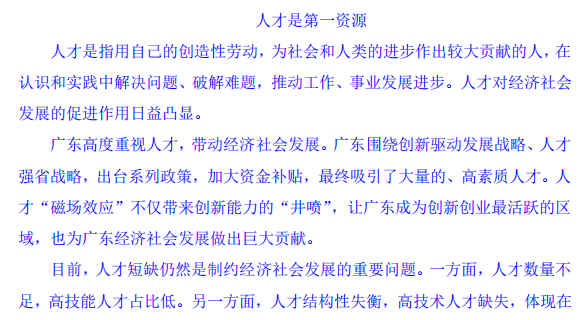 人才是第一资源
人才是指用自己的创造性劳动，为社会和人类的进步作出较大贡献的人，在
认识和实践中解决问题、破解难题，推动工作、事业发展进步。人才对经济社会
发展的促进作用日益凸显。
广东高度重视人才，带动经济社会发展。广东围绕创新驱动发展战略、人才
强省战略，出台系列政策，加大资金补贴，最终吸引了大量的、高素质人才。人
才“磁场效应”不仅带来创新能力的“井喷”，让广东成为创新创业最活跃的区
域，也为广东经济社会发展做出巨大贡献。
目前，人才短缺仍然是制约经济社会发展的重要问题。一方面，人才数量不
足，高技能人才占比低。另一方面，人才结构性失衡，高技术人才缺失，体现在